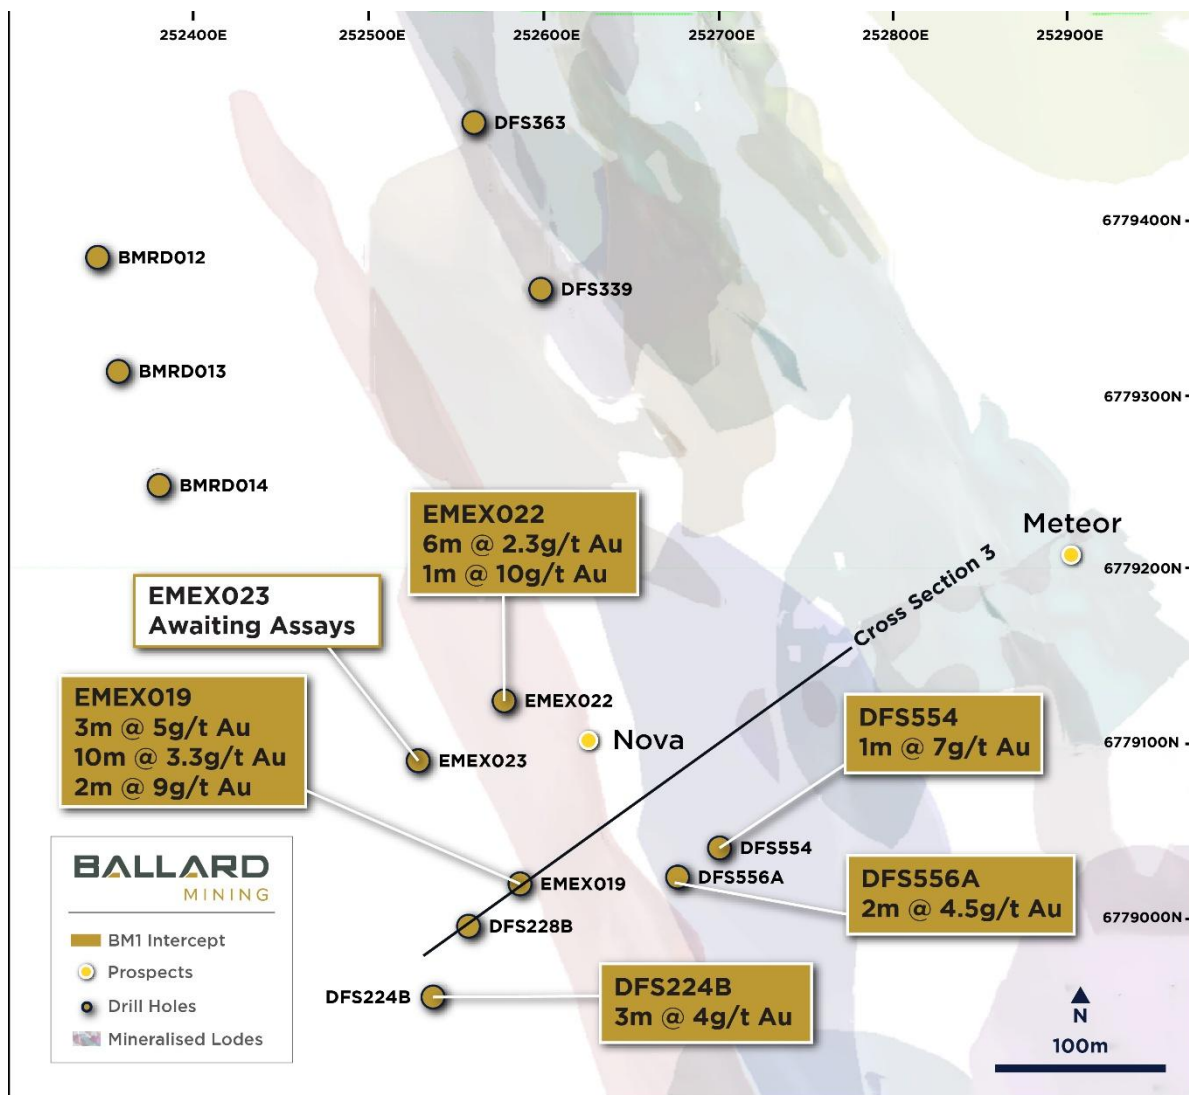 252400E
252500E
252600E
252700E
252800E
252900E
DFS363
6779400N
BMRD012
DFS339
BMRD013
6779300N
BMRD014
EMEX022
6m @ 2.3g/t Au
1m @ 10g/t Au
Meteor
6779200N
Cross Section 3
EMEX023
Awaiting Assays
EMEX019
3m @ 5g/t Au
10m @ 3.3g/t Au
2m @ 9g/t Au
EMEX022
Nova
EMEX023
DFS554
1m @ 7g/t Au
6779100N
DFS554
DFS556A
EMEX019
DFS556A
2m @ 4.5g/t Au
DFS228B
6779000N
DFS224B
DFS224B
3m @ 4g/t Au
BALLARD
MINING
BM1 Intercept
Prospects
Drill Holes
Mineralised Lodes
N
100m